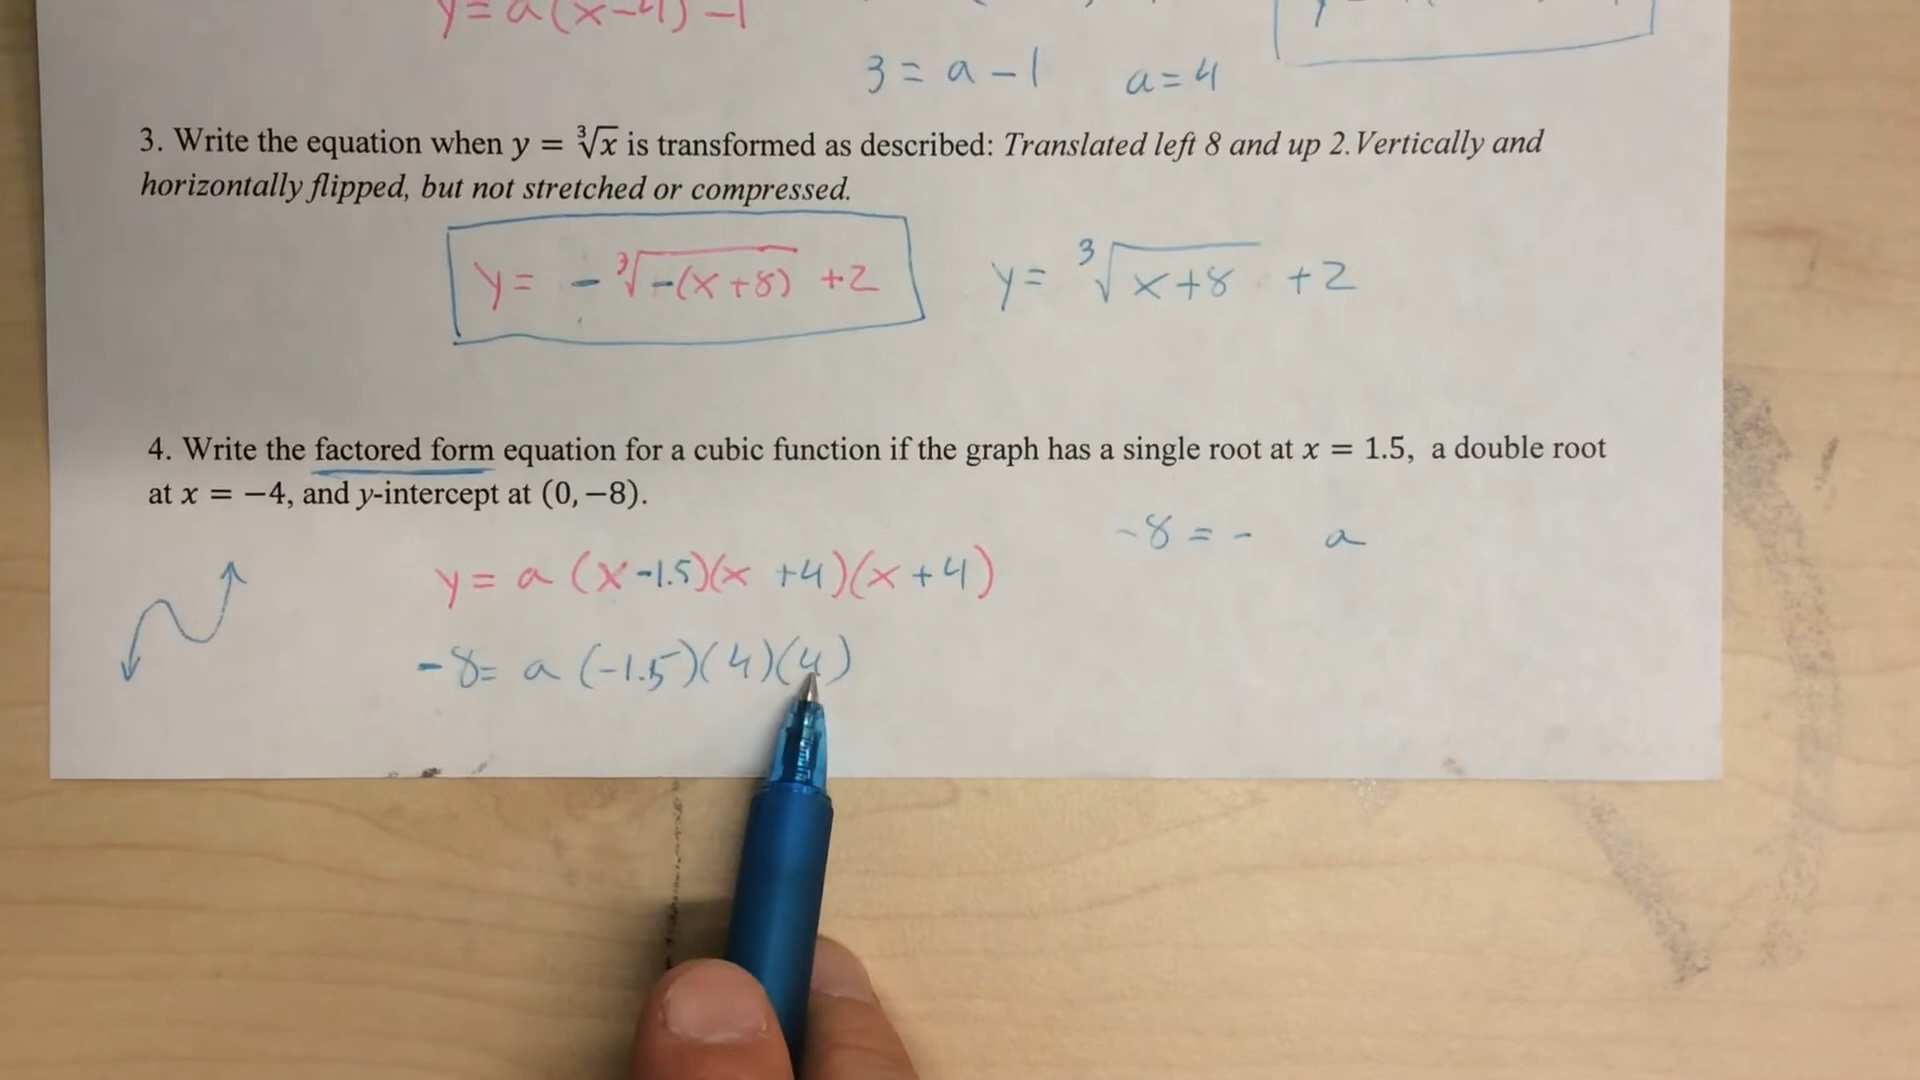 y = a(x-4) -1
3 = a - 1 a = 4
3. Write the equation when y = ∛x is transformed as described: Translated left 8 and up 2. Vertically and
horizontally flipped, but not stretched or compressed.
y = - ∛-(x +8) +2 y = ∛x+8 +2
4. Write the factored form equation for a cubic function if the graph has a single root at x = 1.5, a double root
at x = −4, and y-intercept at (0, −8).
-8 = - a
y = a (x -1.5)(x +4)(x +4)
-8 = a (-1.5)(4)(4)